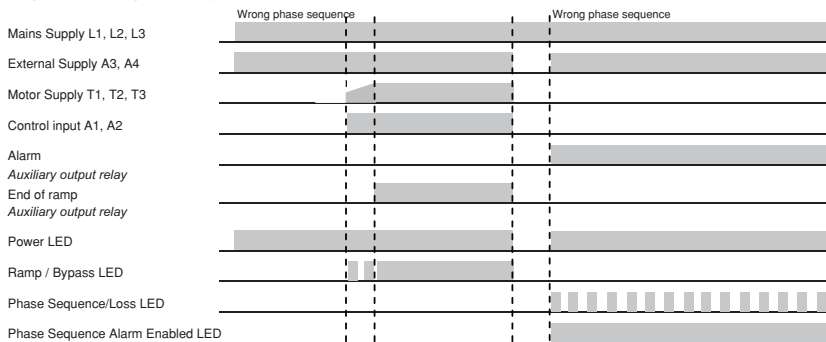 Wrong phase sequence Wrong phase sequence
Mains Supply L1, L2, L3
External Supply A3, A4
Motor Supply T1, T2, T3
Control input A1, A2
Alarm
Auxiliary output relay
End of ramp
Auxiliary output relay
Power LED
Ramp / Bypass LED
Phase Sequence/Loss LED
Phase Sequence Alarm Enabled LED